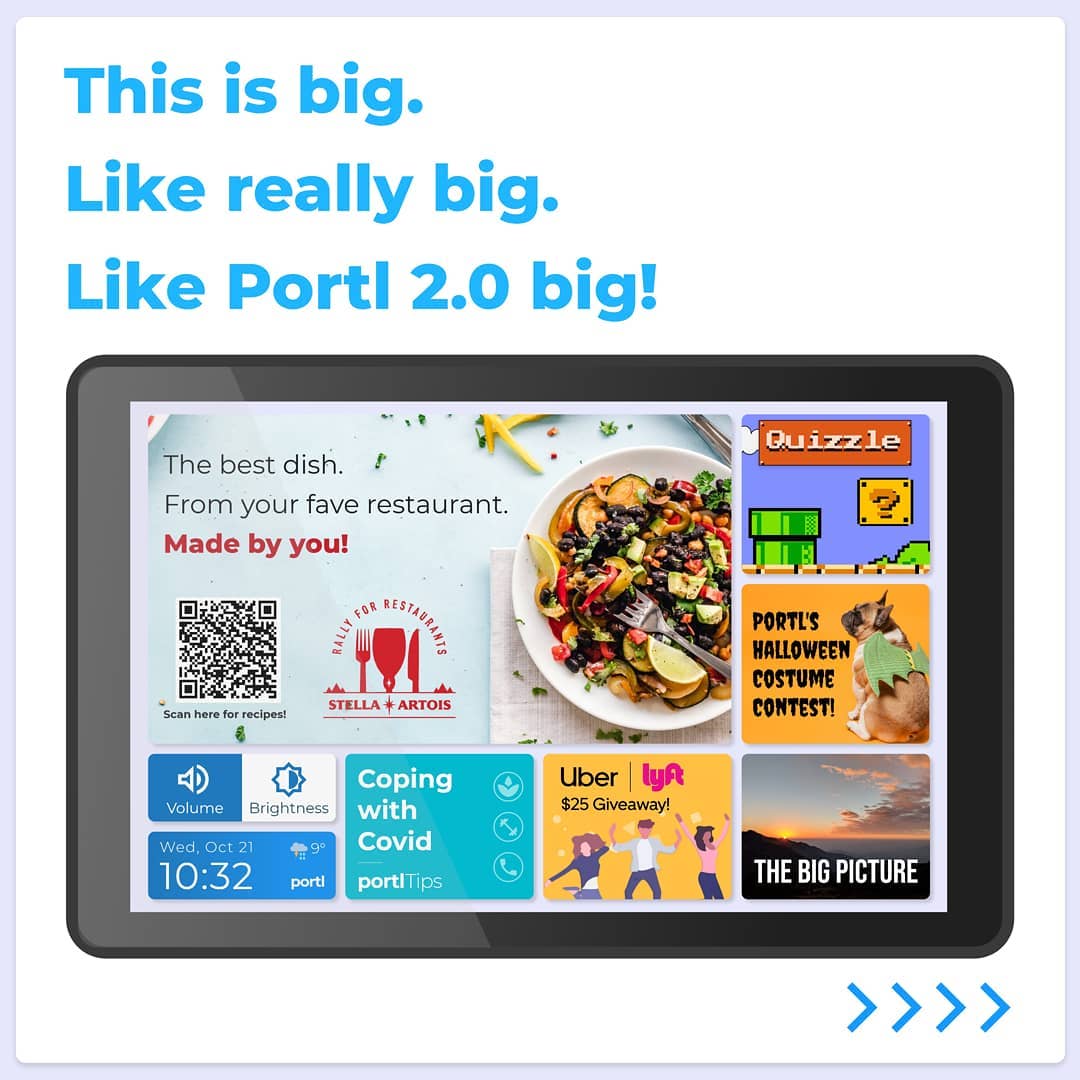 This is big.
Like really big.
Like Portl 2.0 big!
The best dish.
From your fave restaurant.
Made by you!
Scan here for recipes!
RALLY FOR RESTAURANTS
STELLA ARTOIS
Quizzle
?
PORTL'S
HALLOWEEN
COSTUME
CONTEST!
Volume
Brightness
Wed, Oct 21
9°
10:32
portl
Coping
with
Covid
portlTips
Uber | lyft
$25 Giveaway!
THE BIG PICTURE